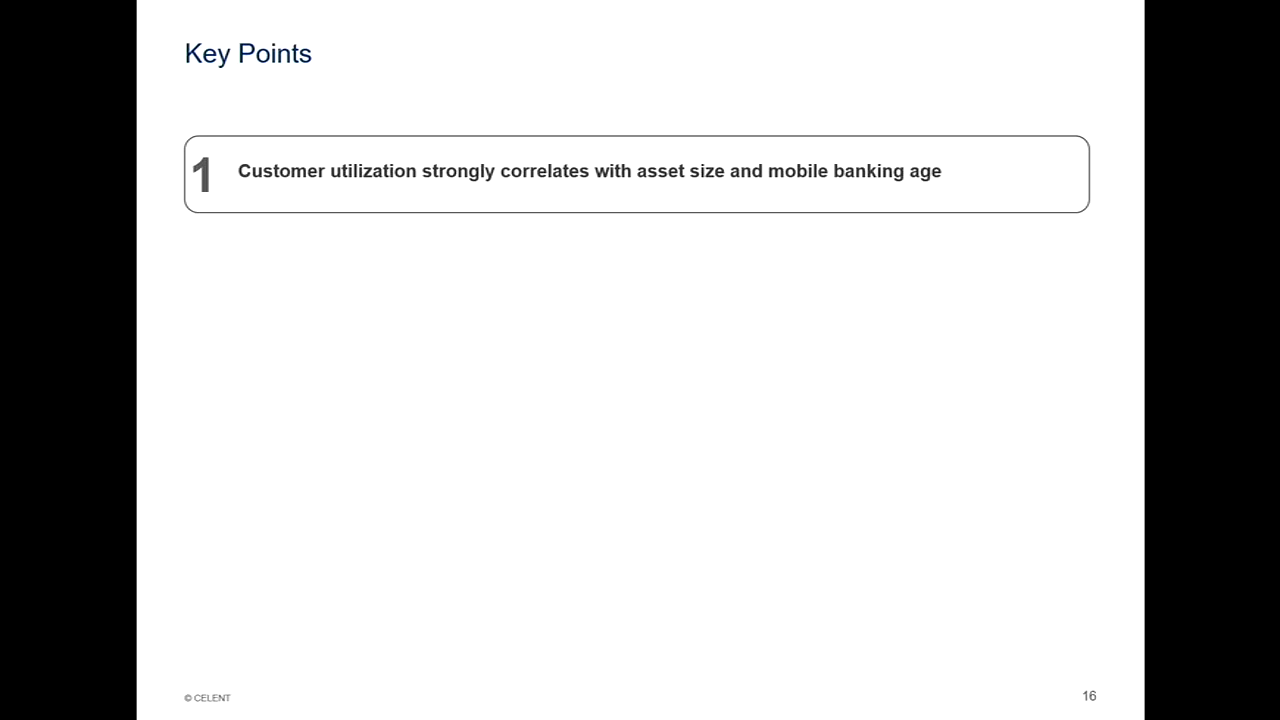 Key Points
1 Customer utilization strongly correlates with asset size and mobile banking age
© CELENT
16